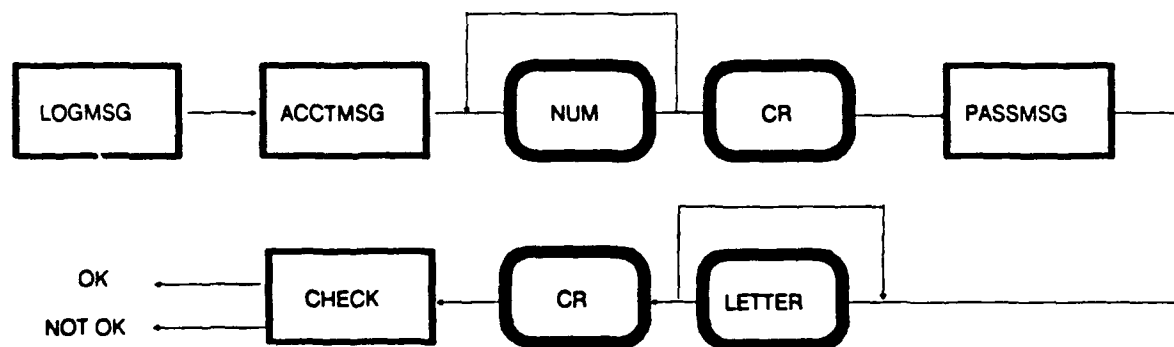 LOGMSG ACCTMSG NUM CR PASSMSG
OK
CHECK CR LETTER
NOT OK